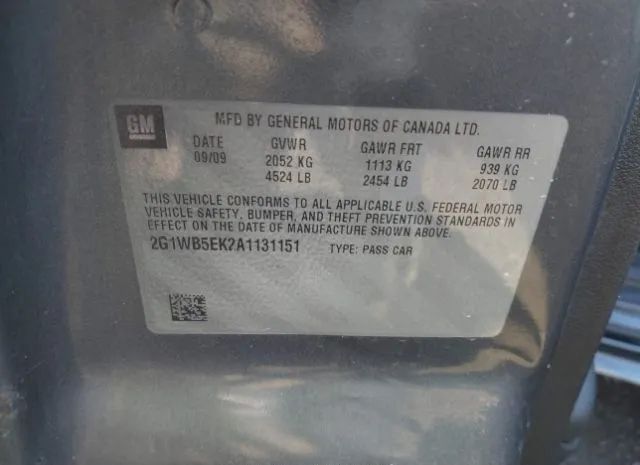 GM
MFD BY GENERAL MOTORS OF CANADA LTD.
DATE GVWR GAWR FRT GAWR RR
09/09 2052 KG 1113 KG 939 KG
4524 LB 2454 LB 2070 LB
THIS VEHICLE CONFORMS TO ALL APPLICABLE U.S. FEDERAL MOTOR
VEHICLE SAFETY, BUMPER, AND THEFT PREVENTION STANDARDS IN
EFFECT ON THE DATE OF MANUFACTURE SHOWN ABOVE.
2G1WB5EK2A1131151 TYPE: PASS CAR